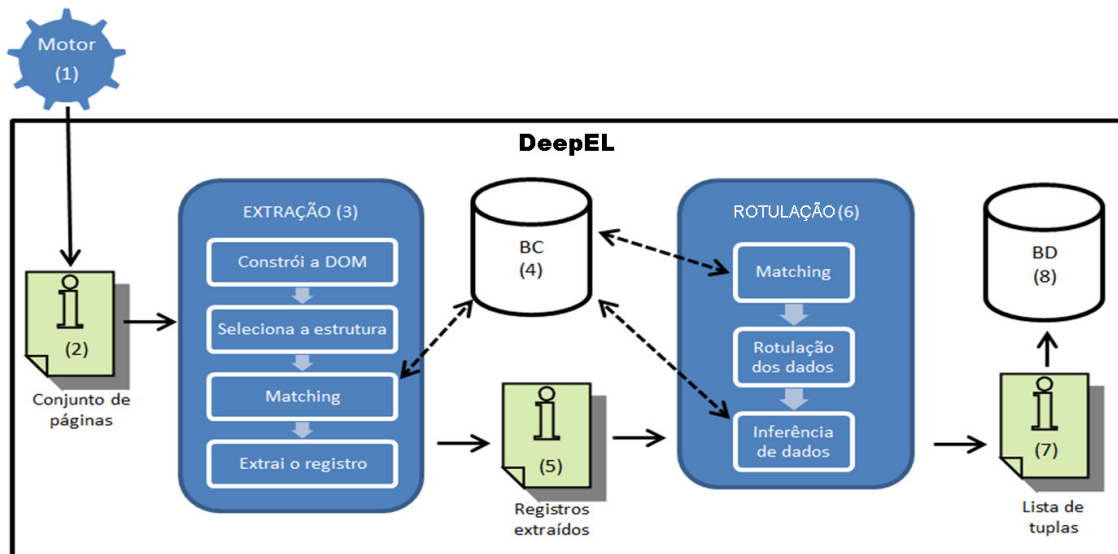 Motor
(1)
DeepEL
EXTRAÇÃO (3)
Constrói a DOM
Seleciona a estrutura
Matching
Extrai o registro
(2)
Conjunto de
páginas
BC
(4)
(5)
Registros
extraídos
ROTULAÇÃO (6)
Matching
Rotulação
dos dados
Inferência
de dados
BD
(8)
(7)
Lista de
tuplas